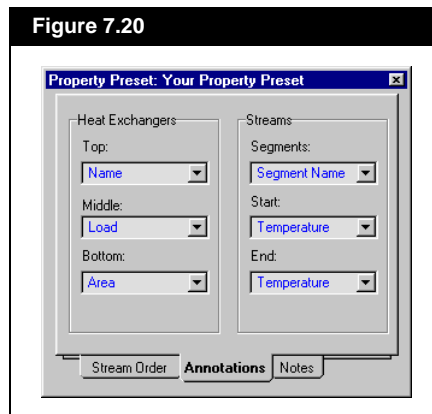 Figure 7.20
Property Preset: Your Property Preset
Heat Exchangers
Top:
Name
Middle:
Load
Bottom:
Area
Streams
Segments:
Segment Name
Start:
Temperature
End:
Temperature
Stream Order
Annotations
Notes